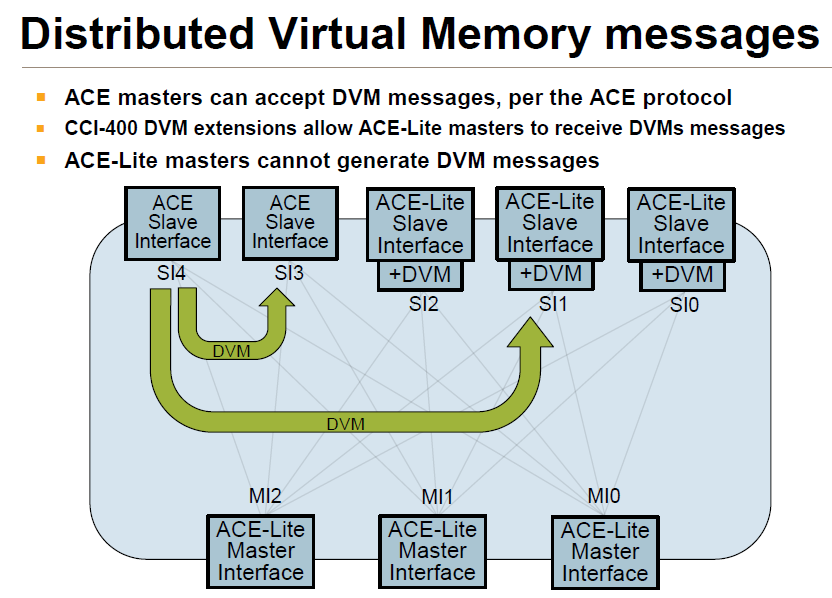 Distributed Virtual Memory messages
ACE masters can accept DVM messages, per the ACE protocol
CCI-400 DVM extensions allow ACE-Lite masters to receive DVMs messages
ACE-Lite masters cannot generate DVM messages
ACE
Slave
Interface
SI4
ACE
Slave
Interface
SI3
ACE-Lite
Slave
Interface
+DVM
SI2
ACE-Lite
Slave
Interface
+DVM
SI1
ACE-Lite
Slave
Interface
+DVM
SI0
DVM
DVM
MI2
ACE-Lite
Master
Interface
MI1
ACE-Lite
Master
Interface
MI0
ACE-Lite
Master
Interface